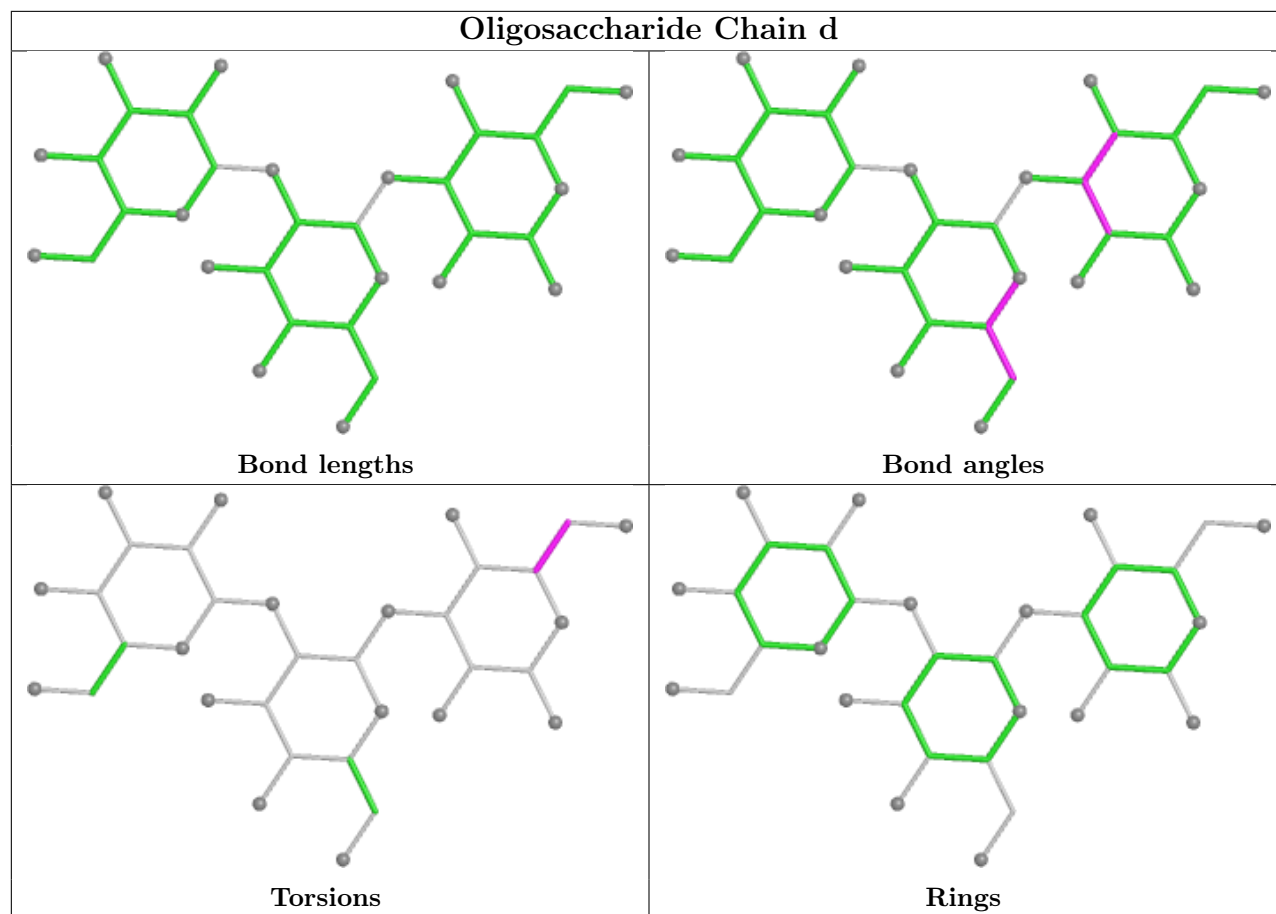 Oligosaccharide Chain d
Bond lengths
Bond angles
Torsions
Rings